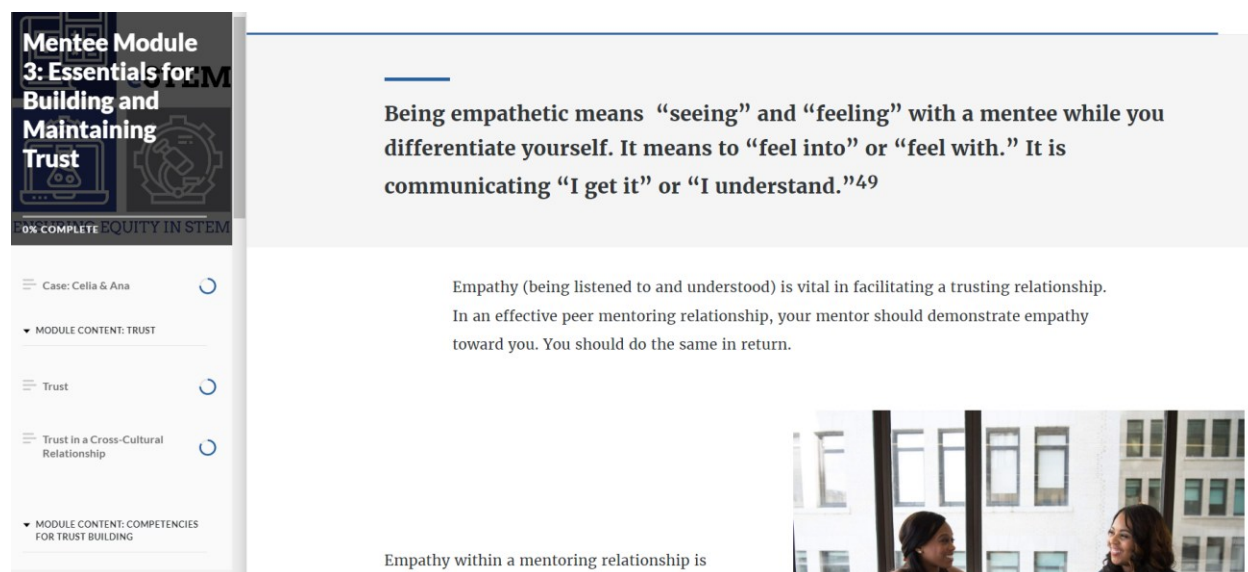 Mentee Module
3: Essentials for
Building and
Maintaining
Trust
0% COMPLETE
EQUITY IN STEM
Case: Celia & Ana
MODULE CONTENT: TRUST
Trust
Trust in a Cross-Cultural
Relationship
MODULE CONTENT: COMPETENCIES
FOR TRUST BUILDING
Being empathetic means “seeing” and “feeling” with a mentee while you
differentiate yourself. It means to “feel into” or “feel with.” It is
communicating “I get it” or “I understand.”49
Empathy (being listened to and understood) is vital in facilitating a trusting relationship.
In an effective peer mentoring relationship, your mentor should demonstrate empathy
toward you. You should do the same in return.
Empathy within a mentoring relationship is